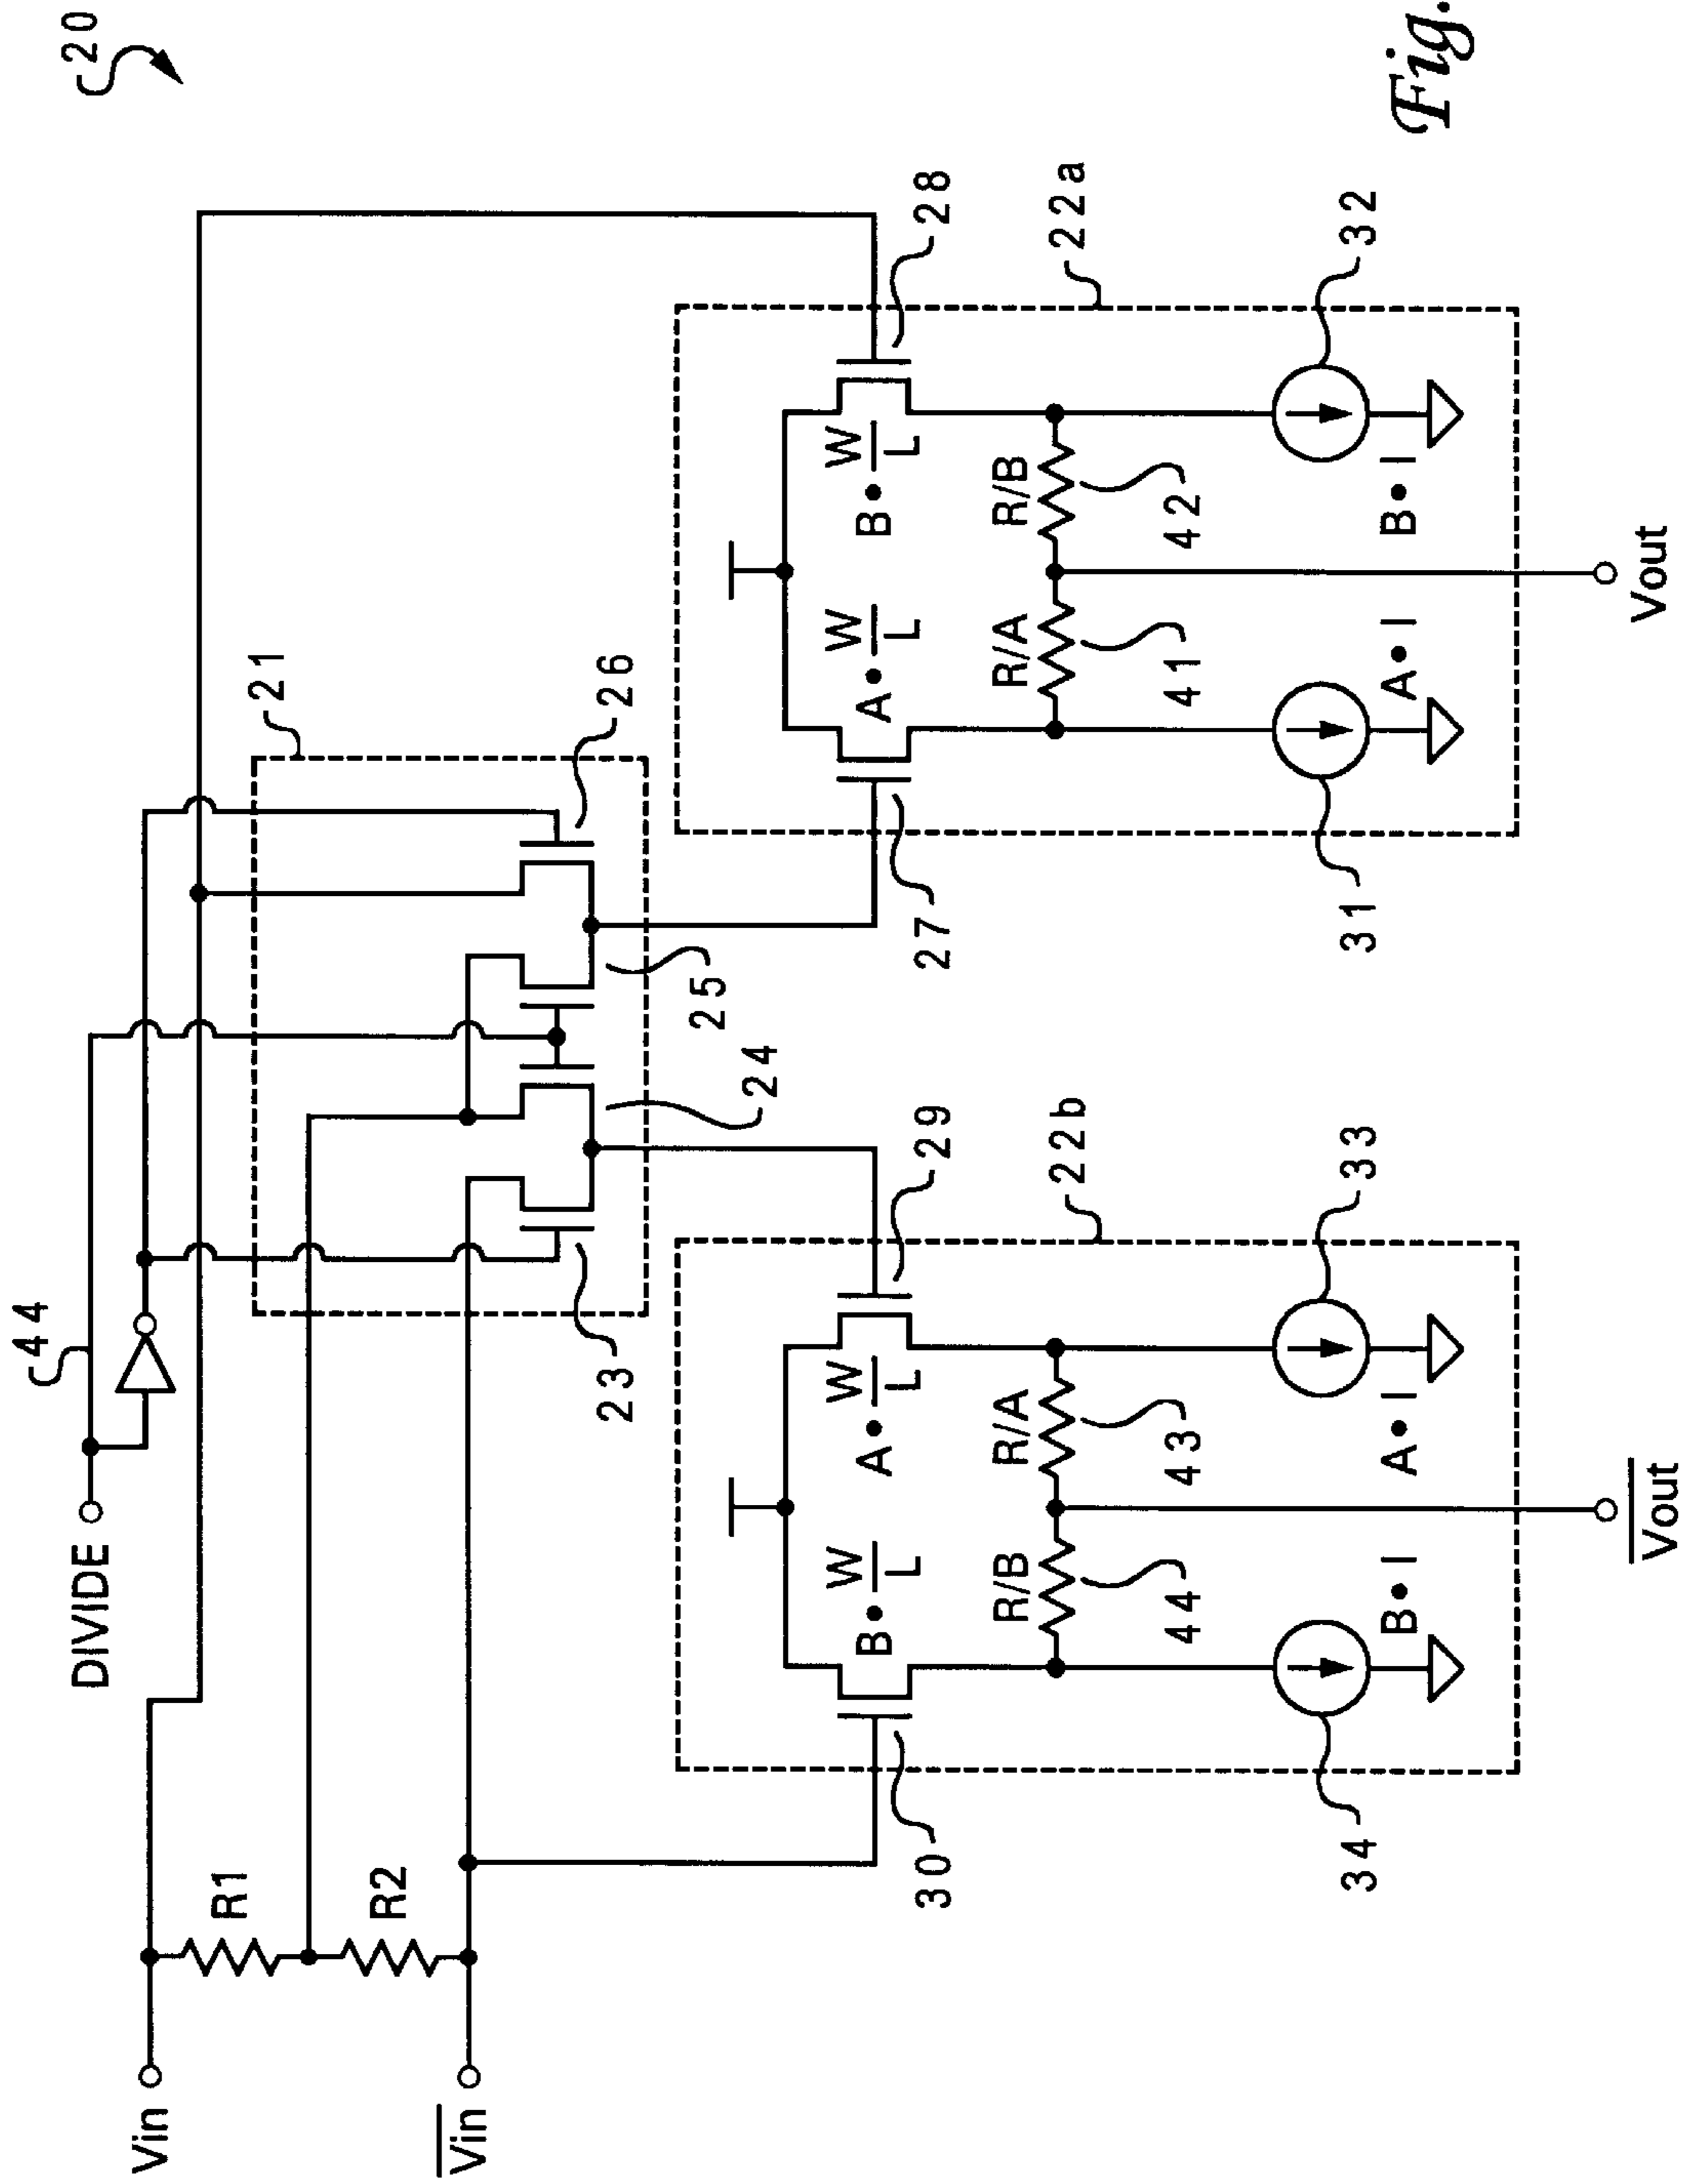 20
44
DIVIDE
Vin
R1
R2
Vin
21
23
24
25
26
30
29
27
28
B • W/L
A • W/L
A • W/L
B • W/L
22b
22a
R/B
R/A
R/A
R/B
44
43
41
42
34
33
31
32
B • I
A • I
A • I
B • I
Vout
Vout
Fig.